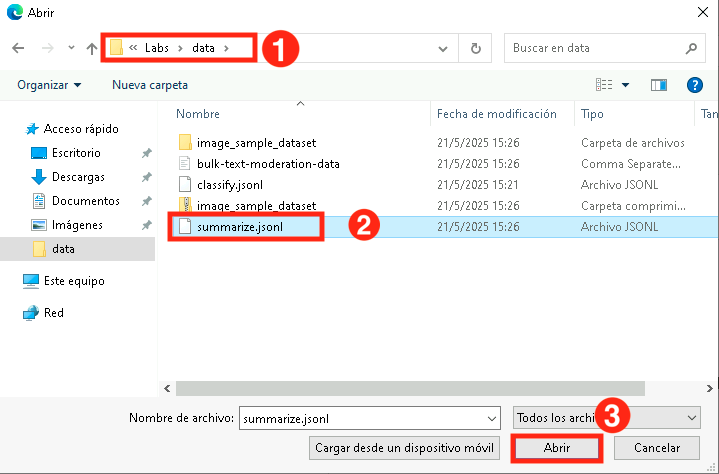 Abrir
« Labs > data >
1
Buscar en data
Organizar
Nueva carpeta
?
Nombre
Fecha de modificación
Tipo
Tan
Acceso rápido
Escritorio
Descargas
Documentos
Imágenes
data
Este equipo
Red
image_sample_dataset 21/5/2025 15:26 Carpeta de archivos
bulk-text-moderation-data 21/5/2025 15:26 Comma Separate...
classify.jsonl 21/5/2025 15:21 Archivo JSONL
image_sample_dataset 21/5/2025 15:26 Carpeta comprimi...
summarize.jsonl 2 21/5/2025 15:26 Archivo JSONL
Nombre de archivo: summarize.jsonl
Todos los archi
3
Cargar desde un dispositivo móvil
Abrir
Cancelar